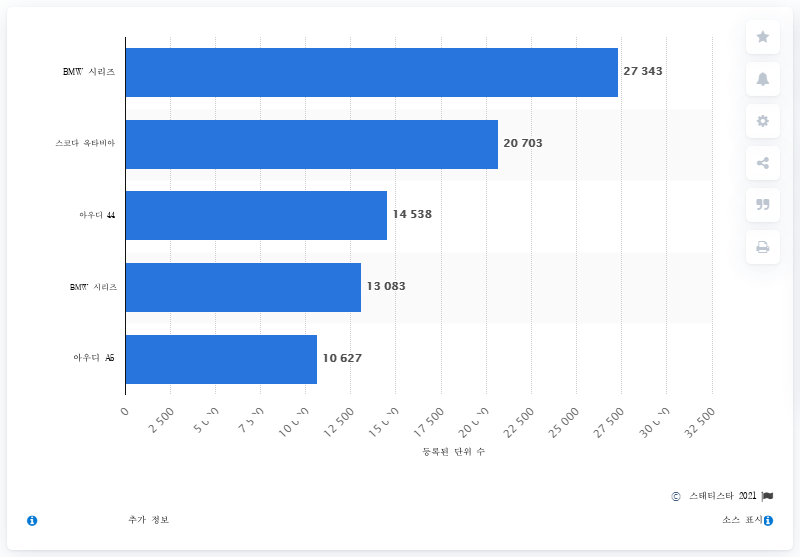 BMW 시리즈
27 343
스코다 옥타비아
20 703
아우디 44
14 538
BMW 시리즈
13 083
아우디 A5
10 627
0 2 500 7 500 12 500 17 500 22 500 25 000 27 500 32 500
등록된 단위 수
© 스태티스타 2021
추가 정보 소스 표시